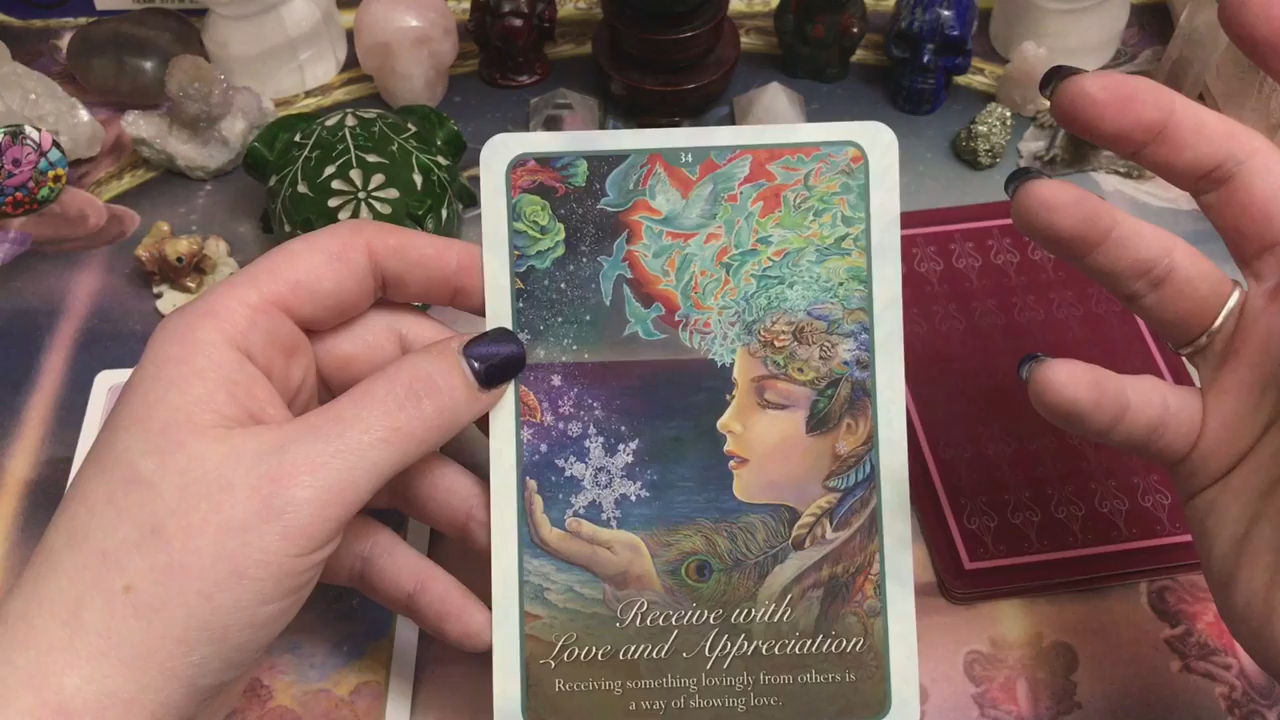 34
Receive with
Love and Appreciation
Receiving something lovingly from others is
a way of showing love.